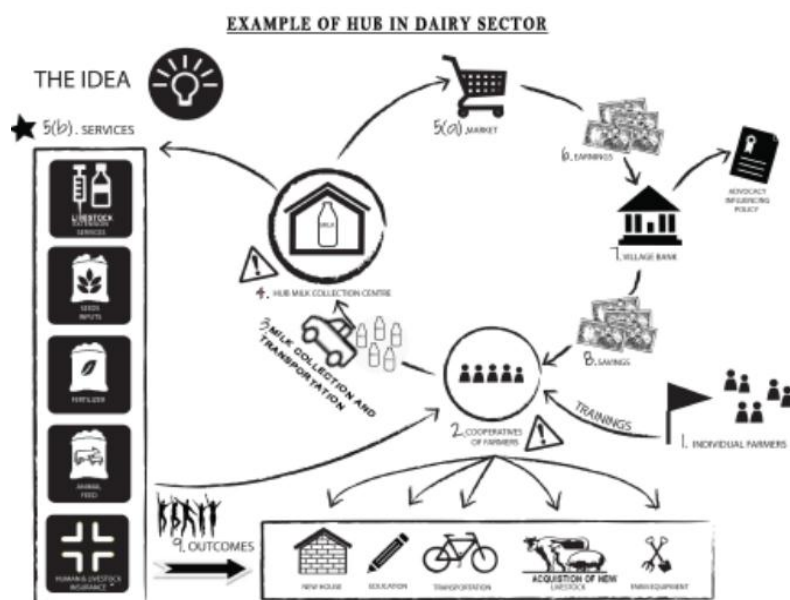 EXAMPLE OF HUB IN DAIRY SECTOR
THE IDEA
5(b). SERVICES
LIVESTOCK
EXTENSION
SERVICES
SEEDS
INPUTS
FERTILIZER
ANIMAL
FEED
HUMAN & LIVESTOCK
INSURANCE
5(a). MARKET
6. EARNINGS
ADVOCACY
INFLUENCING
POLICY
7. VILLAGE BANK
MILK
4. HUB MILK COLLECTION CENTRE
3. MILK COLLECTION AND
TRANSPORTATION
8. SAVINGS
2. COOPERATIVES
OF FARMERS
TRAININGS
1. INDIVIDUAL FARMERS
9. OUTCOMES
NEW HOUSE
EDUCATION
TRANSPORTATION
ACQUISTION OF NEW
LIVESTOCK
FARM EQUIPMENT